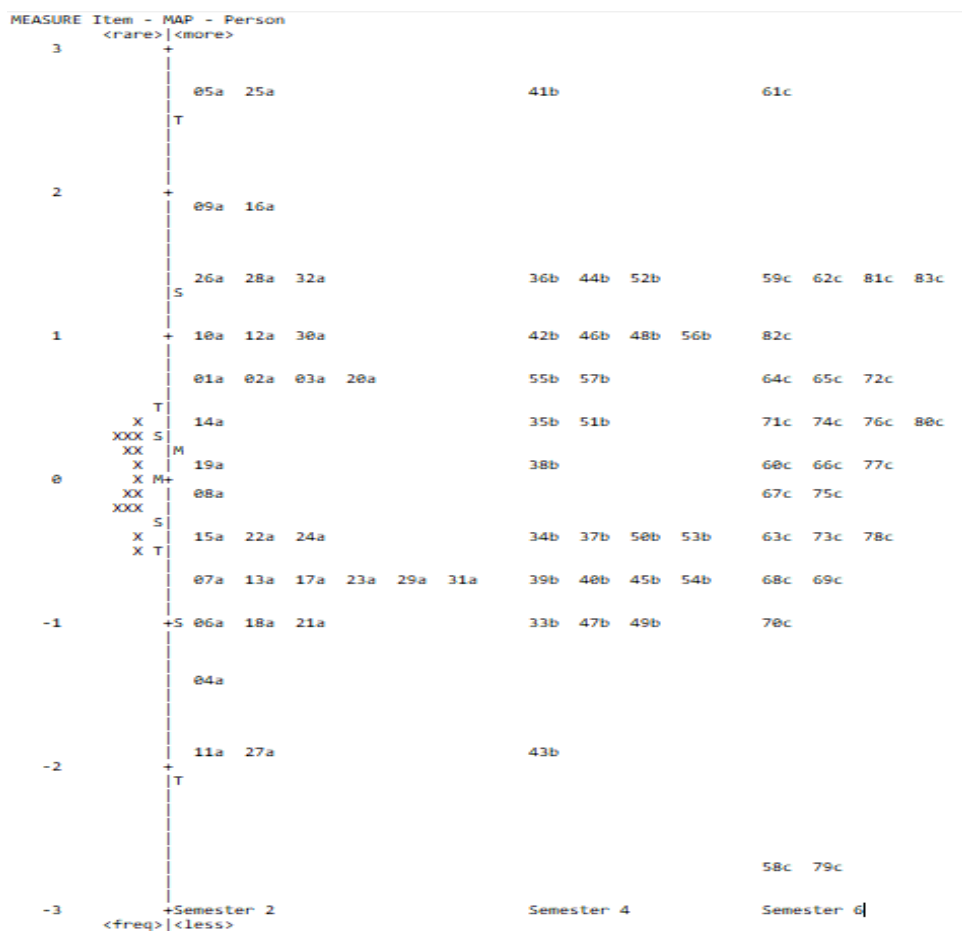 MEASURE Item - MAP - Person
<rare>|<more>
3 +
|
|
| 05a 25a 41b 61c
|
|T
|
|
|
|
2 +
| 09a 16a
|
|
|
|
| 26a 28a 32a 36b 44b 52b 59c 62c 81c 83c
|S
|
|
1 + 10a 12a 30a 42b 46b 48b 56b 82c
|
|
| 01a 02a 03a 20a 55b 57b 64c 65c 72c
|
T|
X | 14a 35b 51b 71c 74c 76c 80c
XXX S|
XX |M
X | 19a 38b 60c 66c 77c
0 X M+
XX | 08a 67c 75c
XXX |
S|
X | 15a 22a 24a 34b 37b 50b 53b 63c 73c 78c
X T|
|
| 07a 13a 17a 23a 29a 31a 39b 40b 45b 54b 68c 69c
|
|
-1 +S 06a 18a 21a 33b 47b 49b 70c
|
|
|
| 04a
|
|
|
|
| 11a 27a 43b
-2 +
|T
|
|
|
|
|
| 58c 79c
|
|
-3 +Semester 2 Semester 4 Semester 6
<freq>|<less>